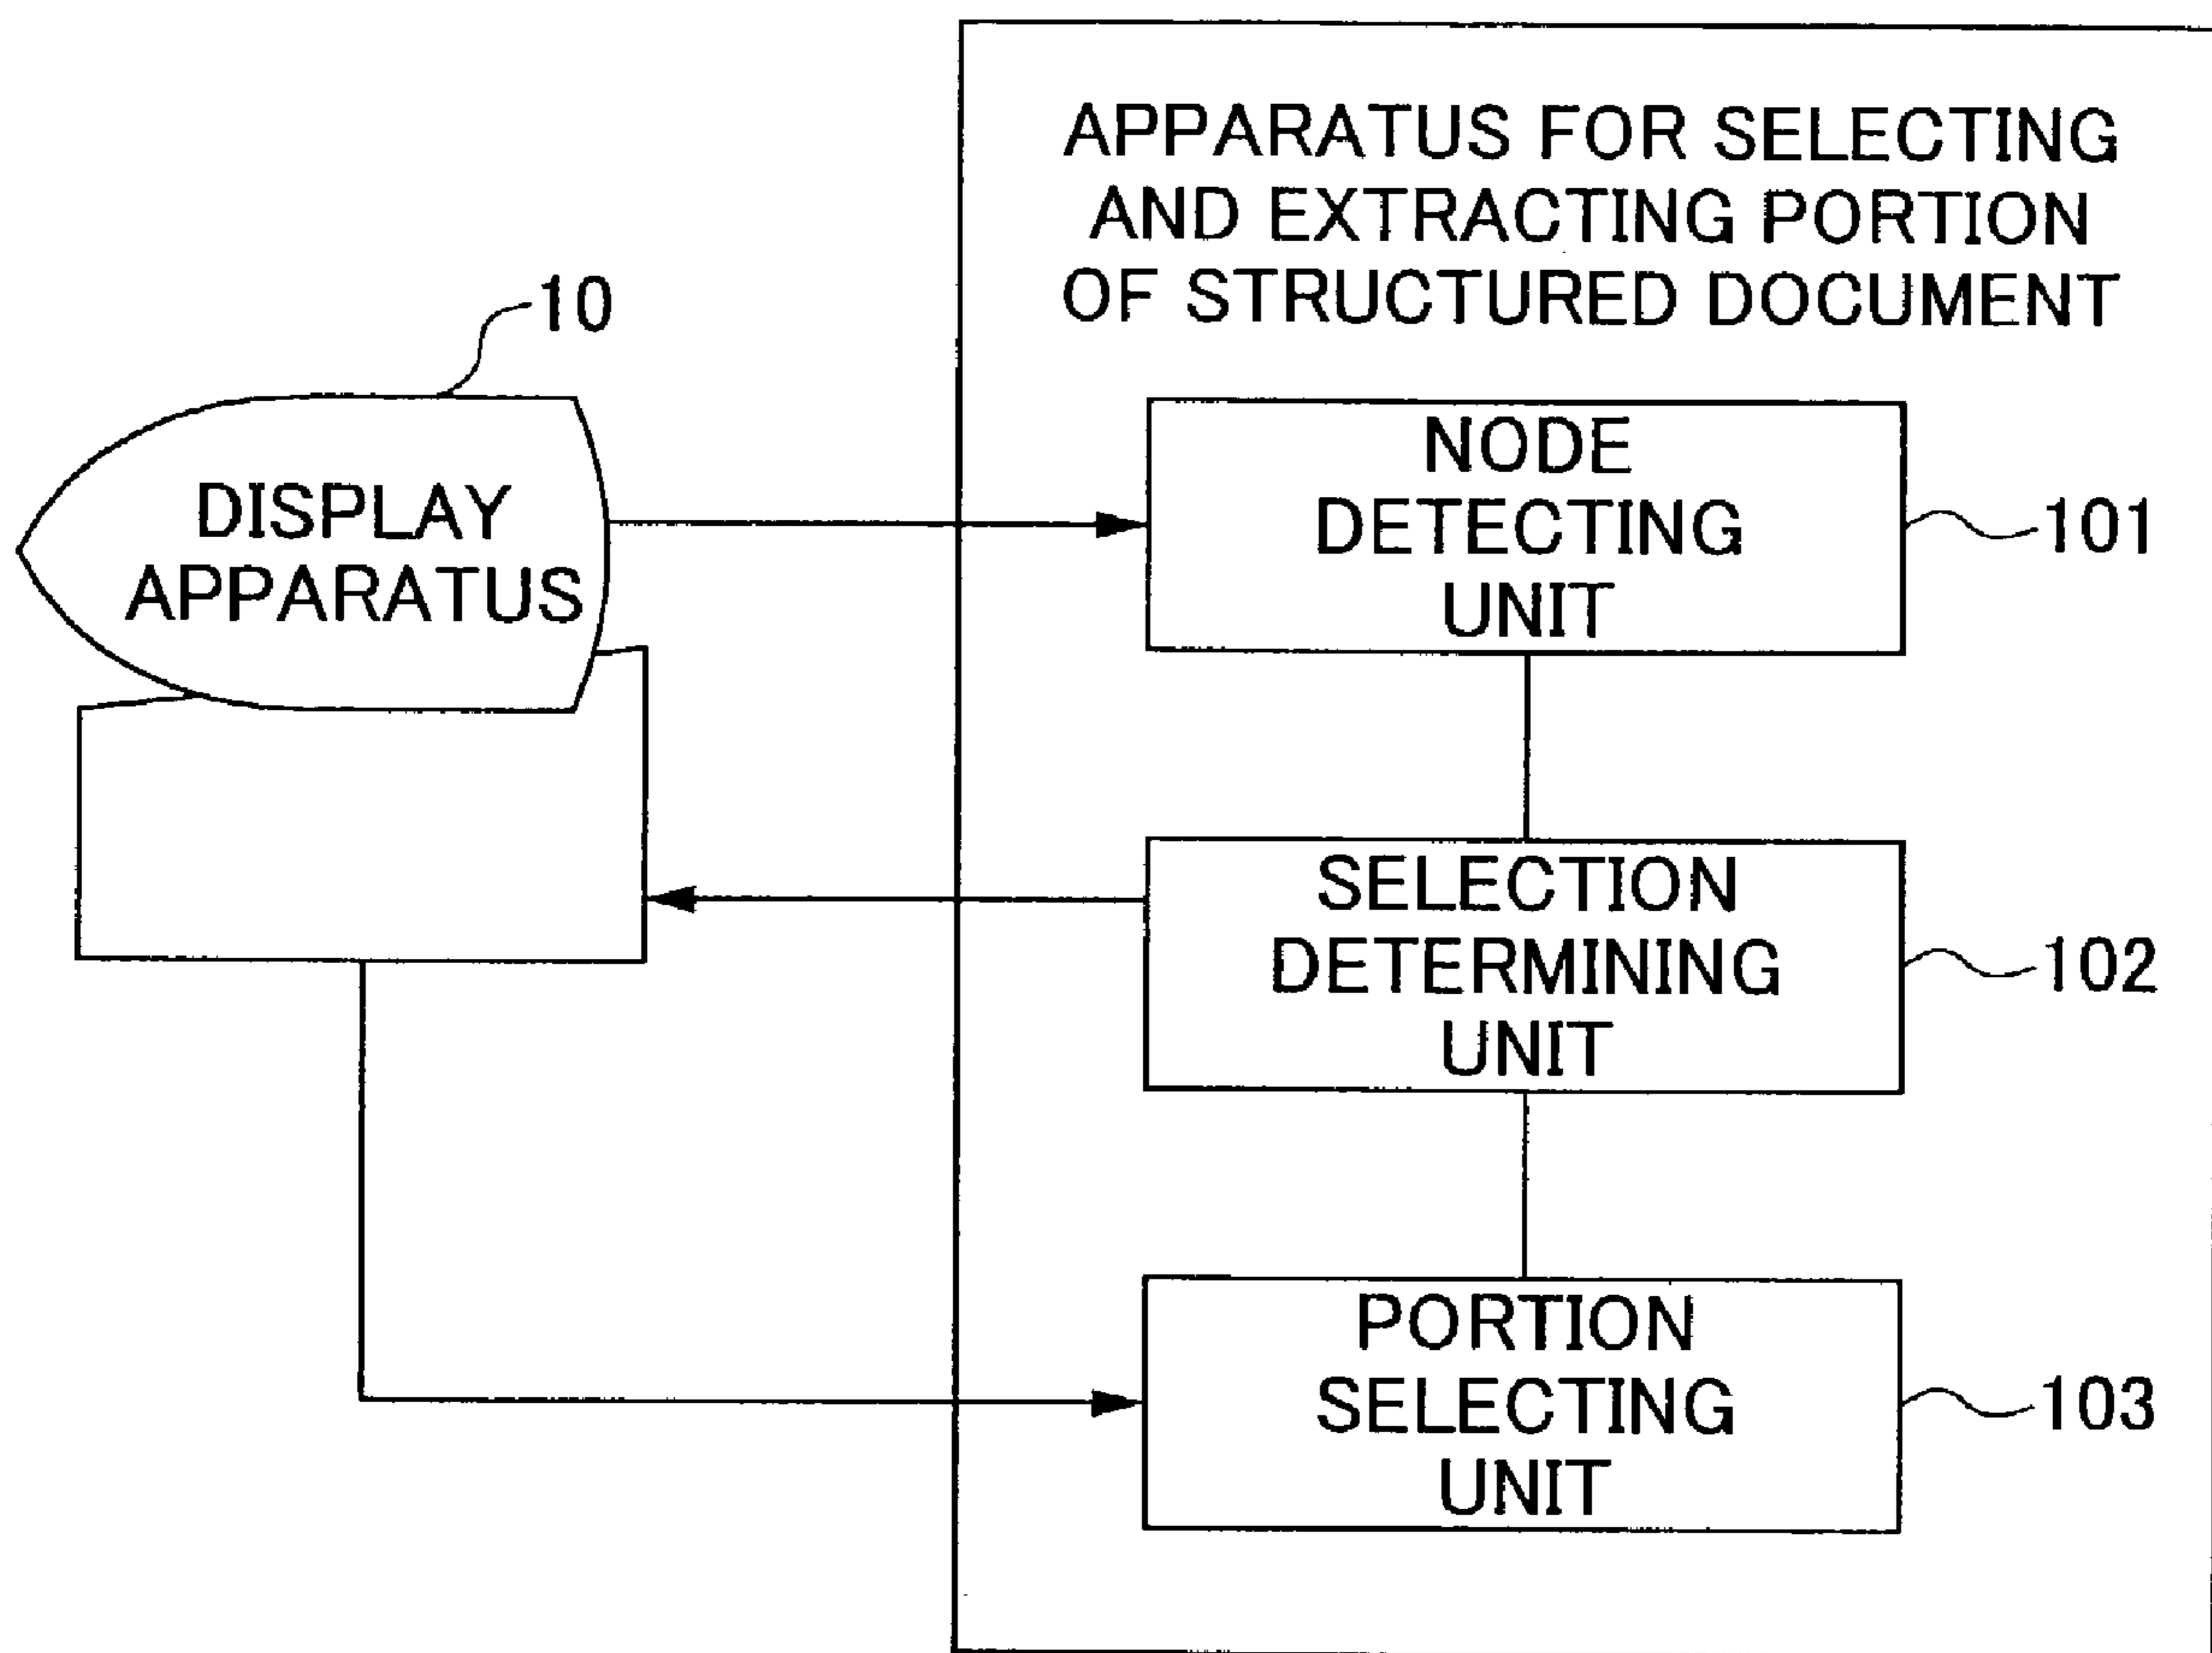 APPARATUS FOR SELECTING
AND EXTRACTING PORTION
OF STRUCTURED DOCUMENT
10
DISPLAY
APPARATUS
NODE
DETECTING
UNIT
101
SELECTION
DETERMINING
UNIT
102
PORTION
SELECTING
UNIT
103